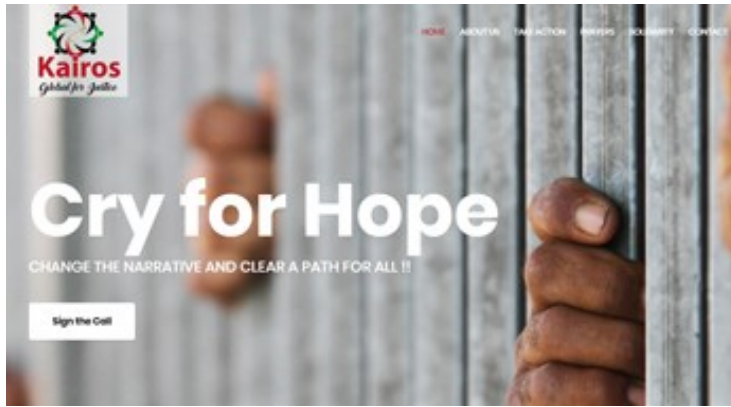 Kairos
Global for Justice
HOME ABOUT US TAKE ACTION PRAYERS SOLIDARITY CONTACT
Cry for Hope
CHANGE THE NARRATIVE AND CLEAR A PATH FOR ALL !!
Sign the Call